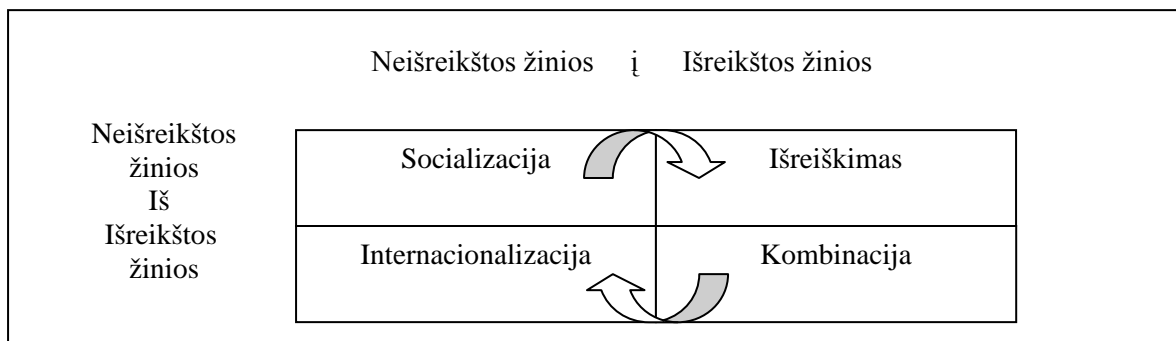 Neišreikštos žinios į Išreikštos žinios
Neišreikštos
žinios
Iš
Išreikštos
žinios
Socializacija Išreiškimas
Internacionalizacija Kombinacija